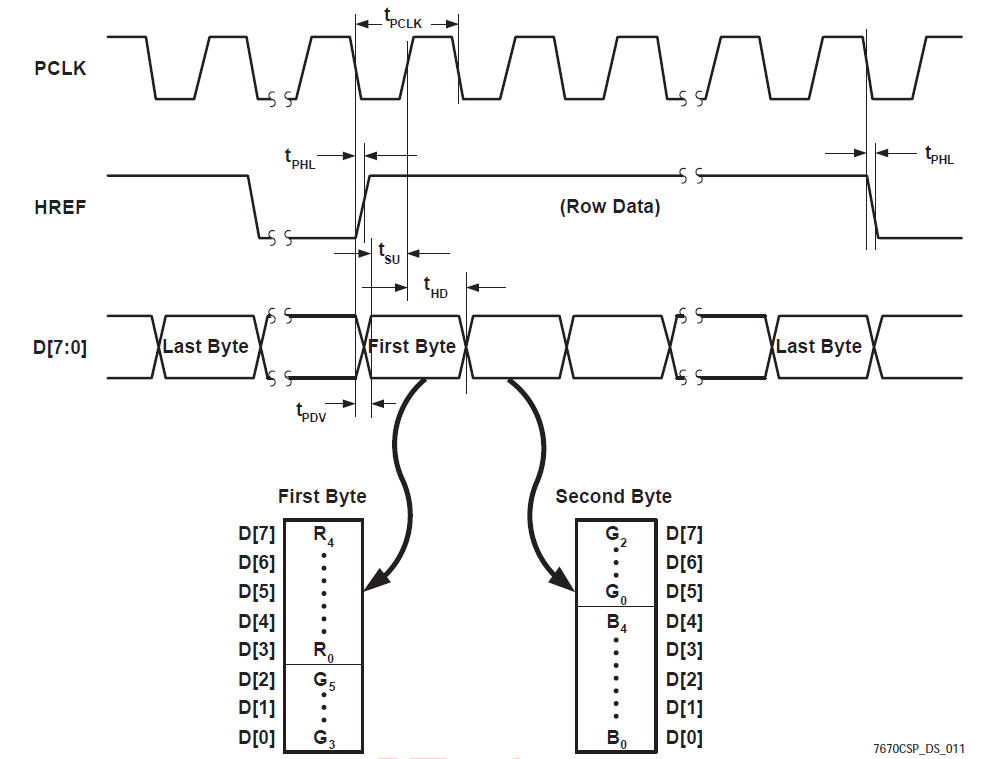 tPCLK
PCLK
tPHL
tPHL
HREF
(Row Data)
tSU
tHD
D[7:0]
Last Byte
First Byte
Last Byte
tPDV
First Byte
Second Byte
D[7] R4 G2 D[7]
D[6] D[6]
D[5] G0 D[5]
D[4] B4 D[4]
D[3] R0 D[3]
D[2] G5 D[2]
D[1] D[1]
D[0] G3 B0 D[0]
7670CSP_DS_011